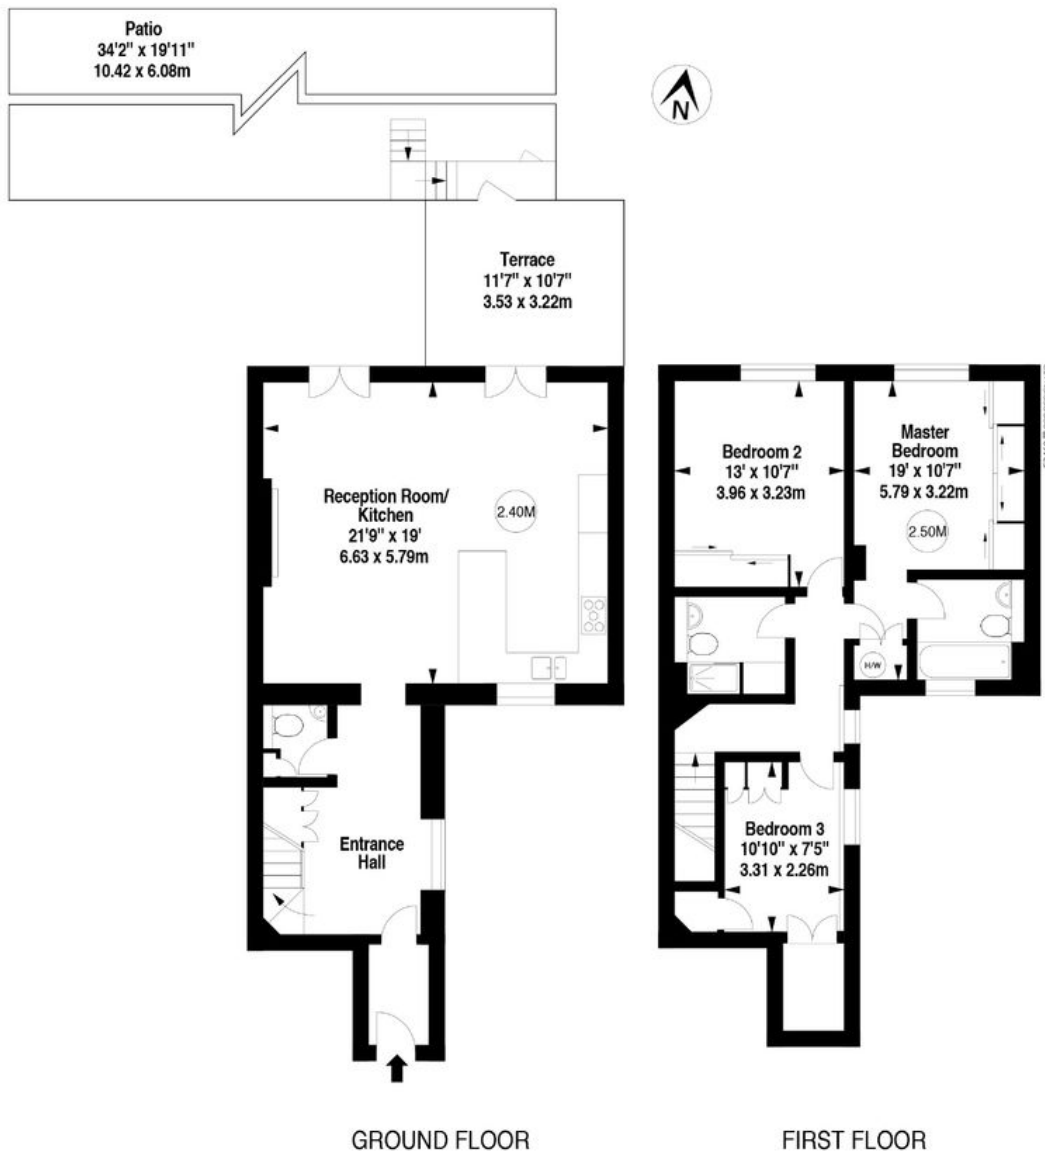 Patio
34'2" x 19'11"
10.42 x 6.08m
N
Terrace
11'7" x 10'7"
3.53 x 3.22m
Reception Room/
Kitchen
21'9" x 19'
6.63 x 5.79m
2.40M
Entrance
Hall
Bedroom 2
13' x 10'7"
3.96 x 3.23m
Master
Bedroom
19' x 10'7"
5.79 x 3.22m
2.50M
H/W
Bedroom 3
10'10" x 7'5"
3.31 x 2.26m
GROUND FLOOR
FIRST FLOOR